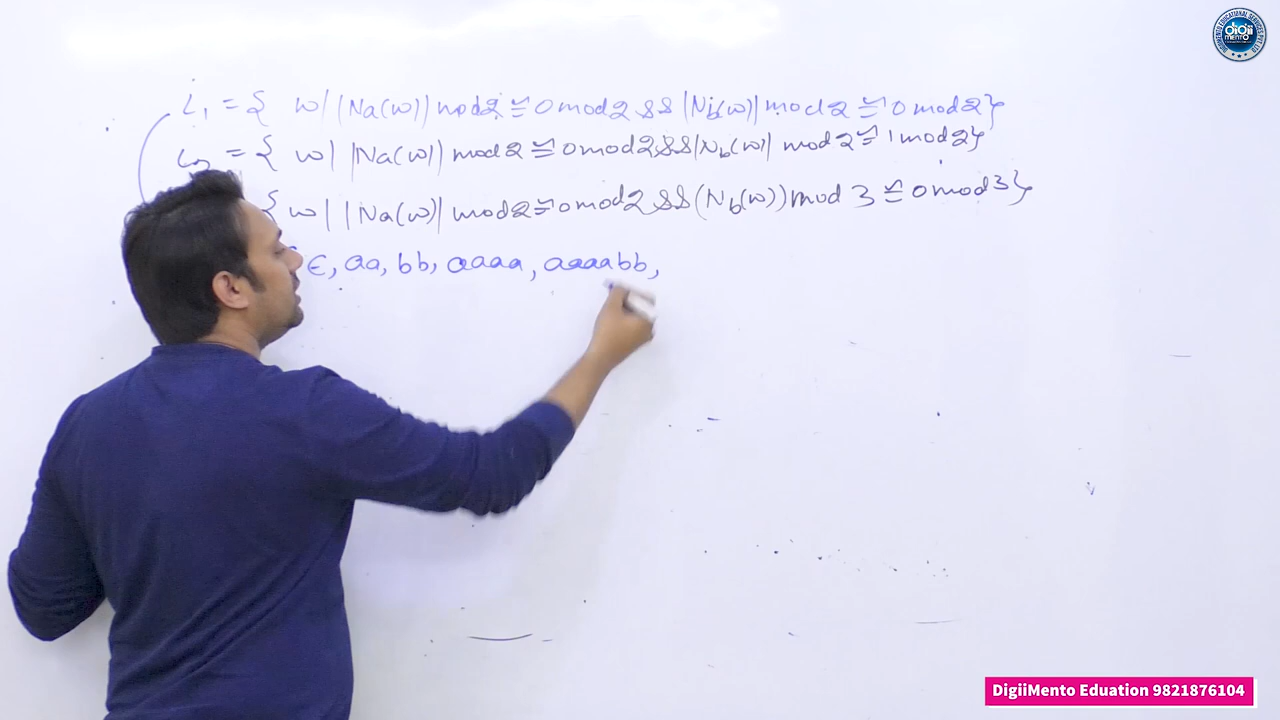 L₁ = { w | |Na(w)| mod 2 ≅ 0 mod 2 && |Nb(w)| mod 2 ≅ 0 mod 2}
L₂ = { w | |Na(w)| mod 2 ≅ 0 mod 2 && |Nb(w)| mod 2 ≅ 1 mod 2}
{ w | |Na(w)| mod 2 ≅ 0 mod 2 && (Nb(w)) mod 3 ≅ 0 mod 3}
ϵ, aa, bb, aaaa, aaaabb,
DigiiMento Eduation 9821876104